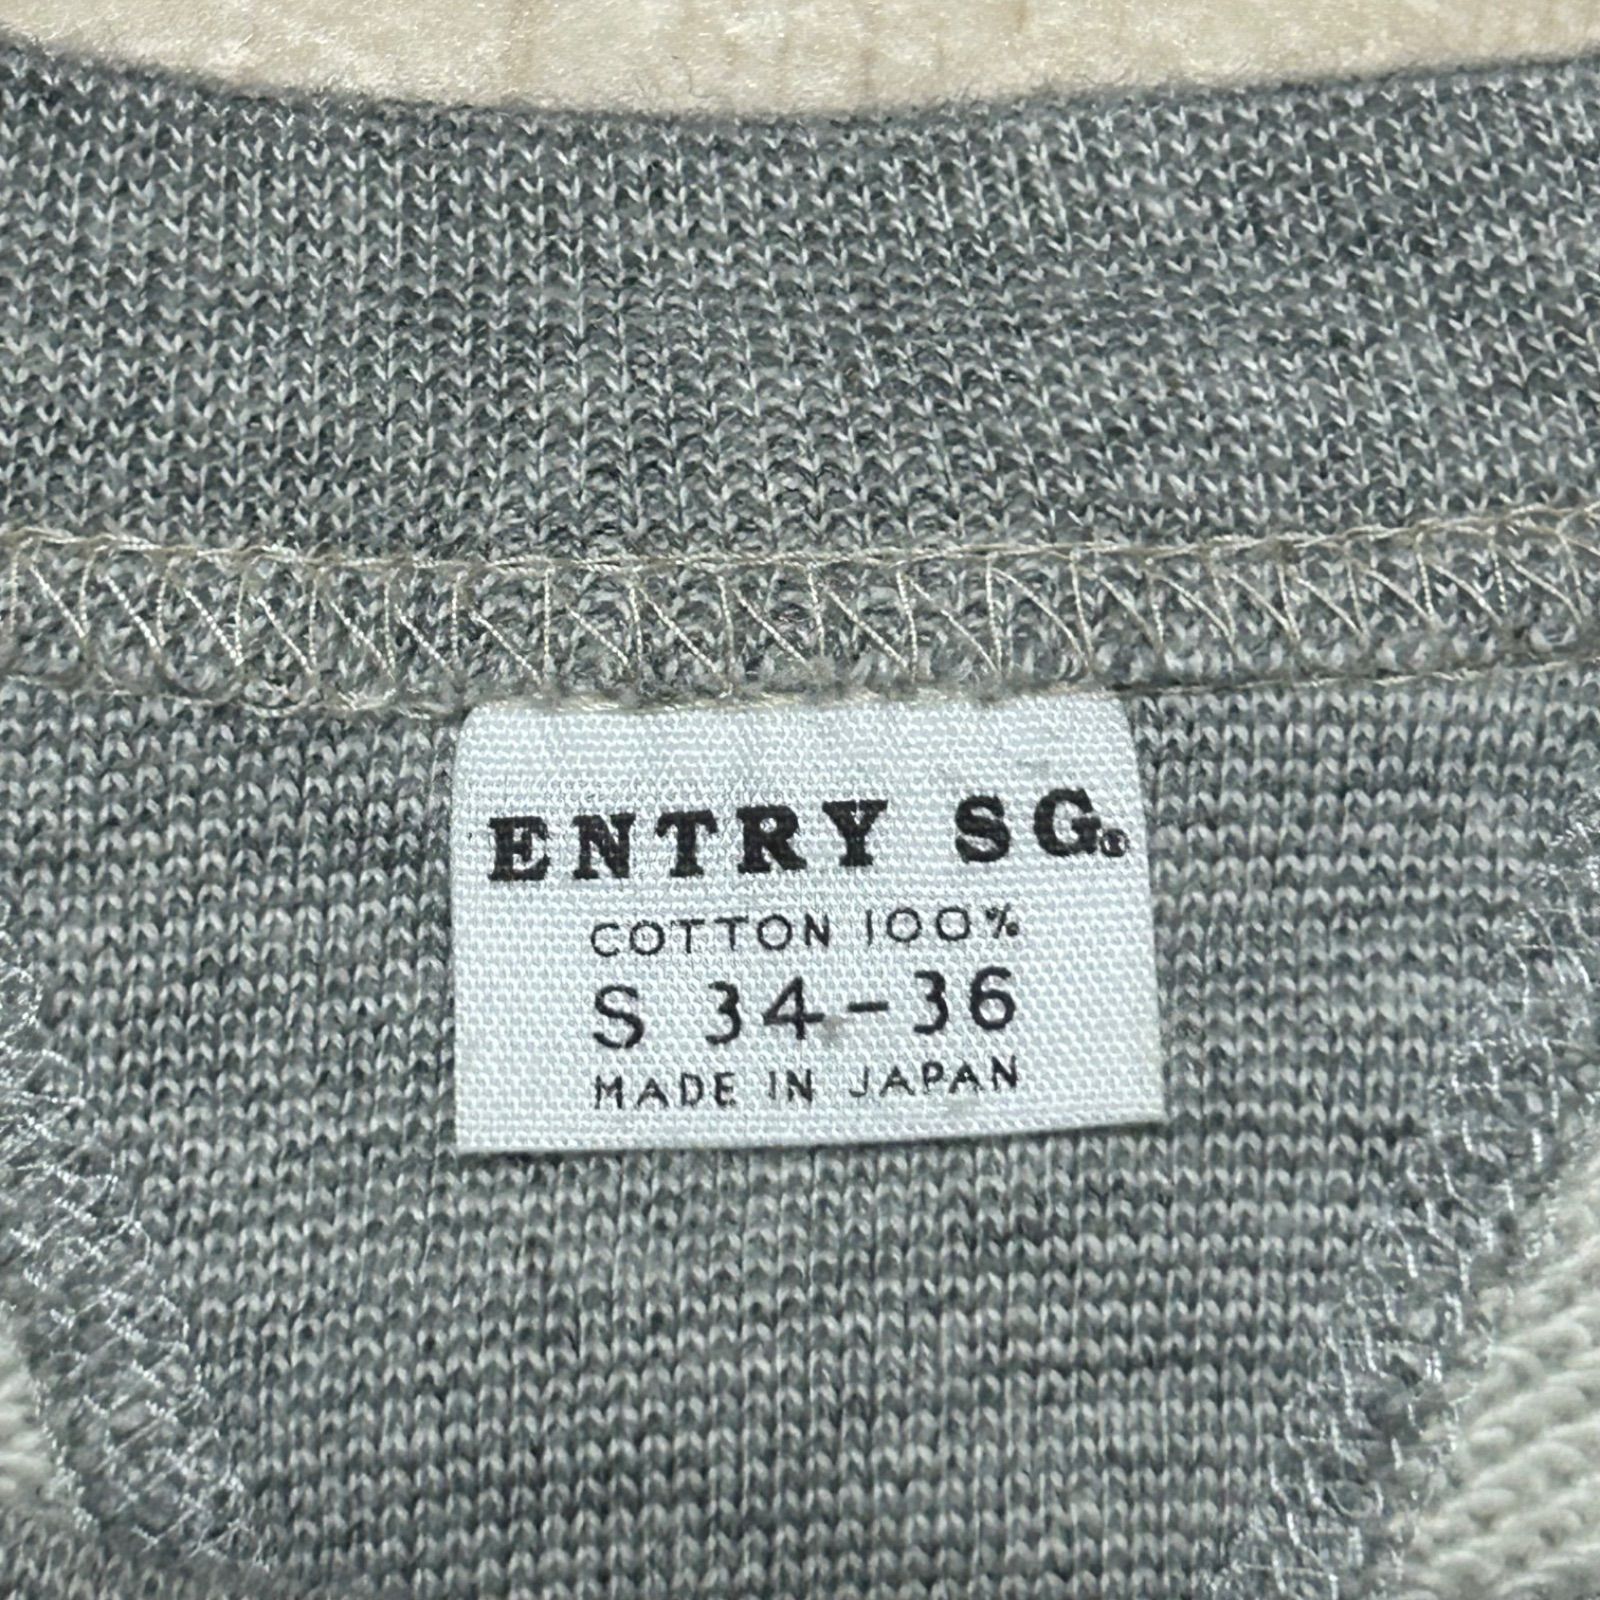 ENTRY SG®
COTTON 100%
S 34-36
MADE IN JAPAN